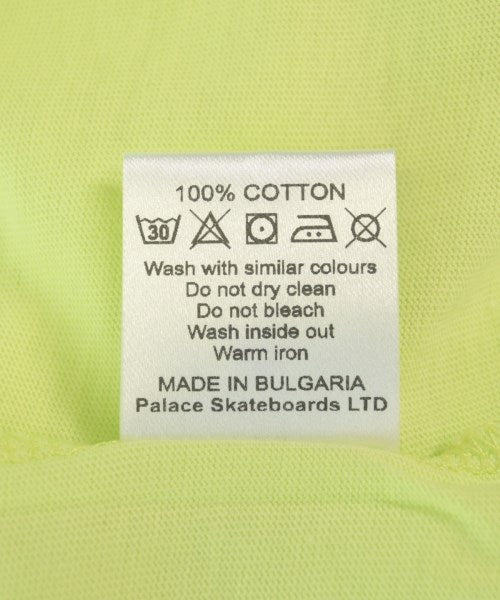 100% COTTON
30
Wash with similar colours
Do not dry clean
Do not bleach
Wash inside out
Warm iron
MADE IN BULGARIA
Palace Skateboards LTD